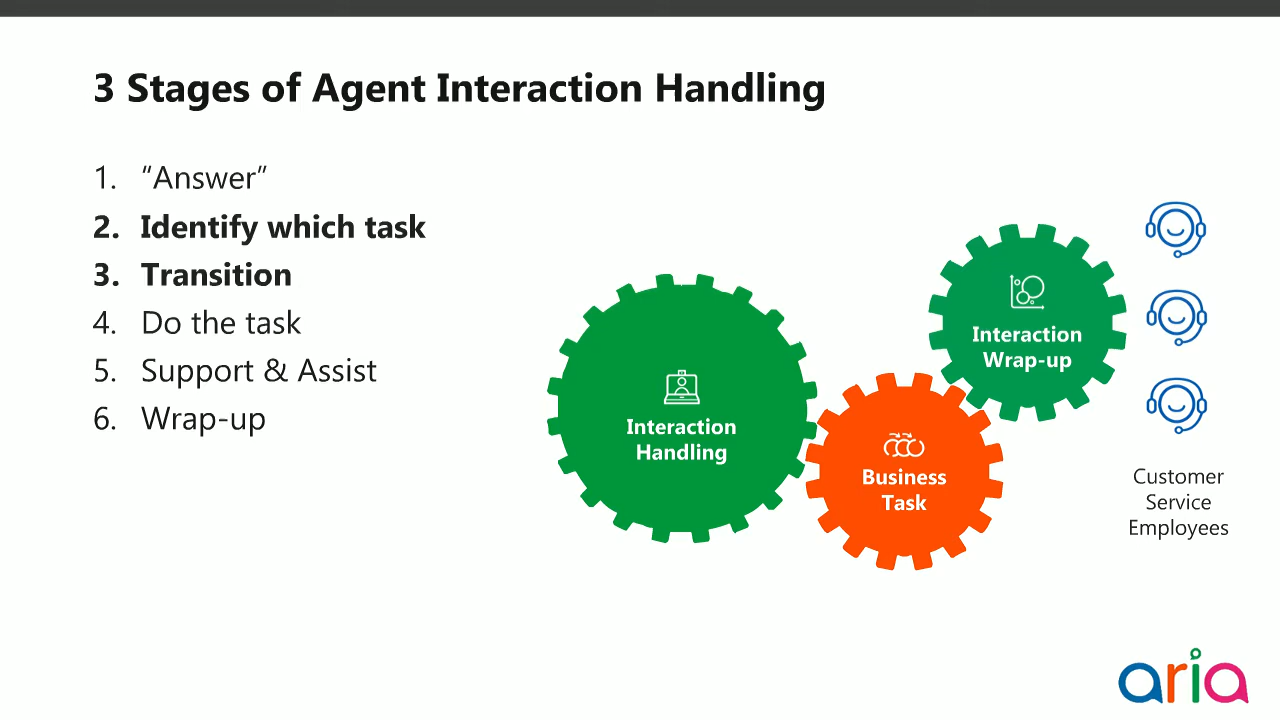 3 Stages of Agent Interaction Handling
1. “Answer”
2. Identify which task
3. Transition
4. Do the task
5. Support & Assist
6. Wrap-up
Interaction
Handling
Business
Task
Interaction
Wrap-up
Customer
Service
Employees
aria